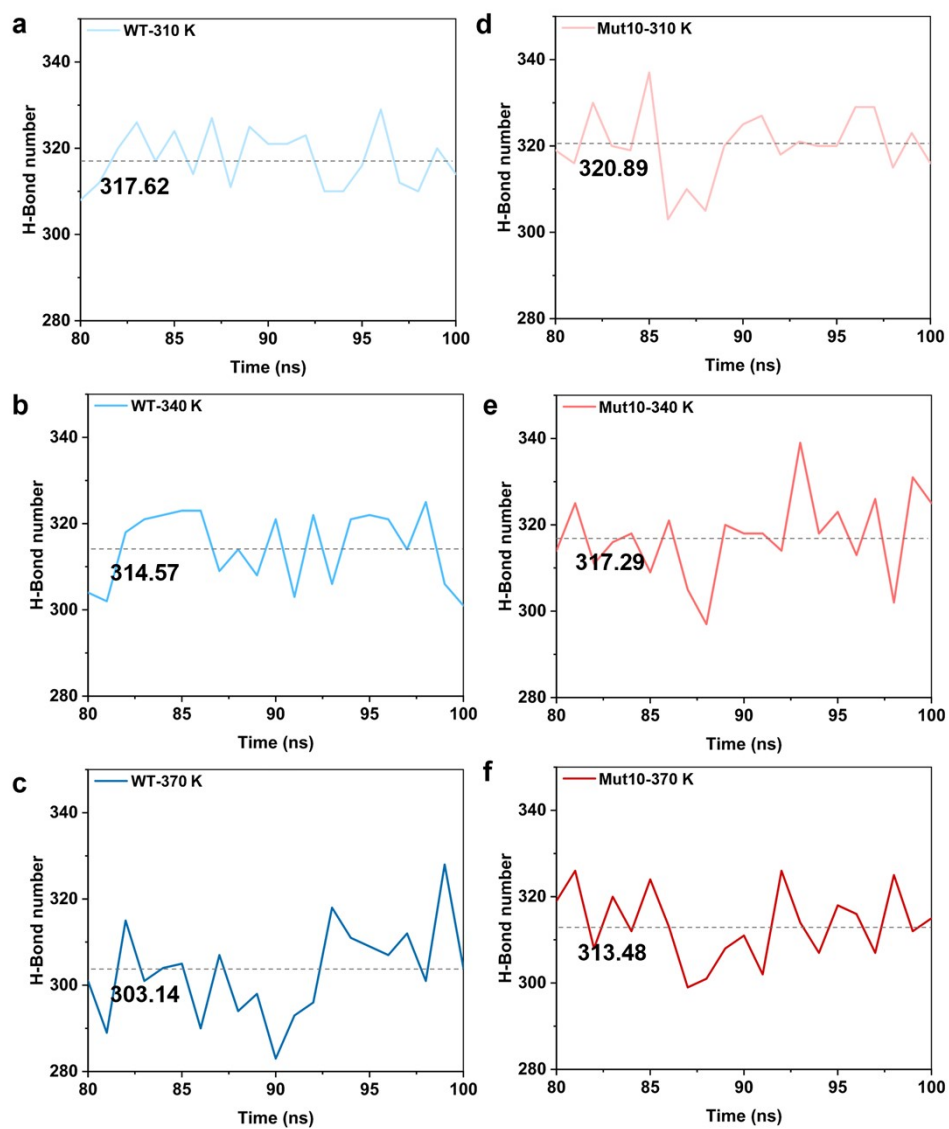 a
WT-310 K
340
320
300
280
H-Bond number
317.62
80
85
90
95
100
Time (ns)
d
Mut10-310 K
340
320
300
280
H-Bond number
320.89
80
85
90
95
100
Time (ns)
b
WT-340 K
340
320
300
280
H-Bond number
314.57
80
85
90
95
100
Time (ns)
e
Mut10-340 K
340
320
300
280
H-Bond number
317.29
80
85
90
95
100
Time (ns)
c
WT-370 K
340
320
300
280
H-Bond number
303.14
80
85
90
95
100
Time (ns)
f
Mut10-370 K
340
320
300
280
H-Bond number
313.48
80
85
90
95
100
Time (ns)